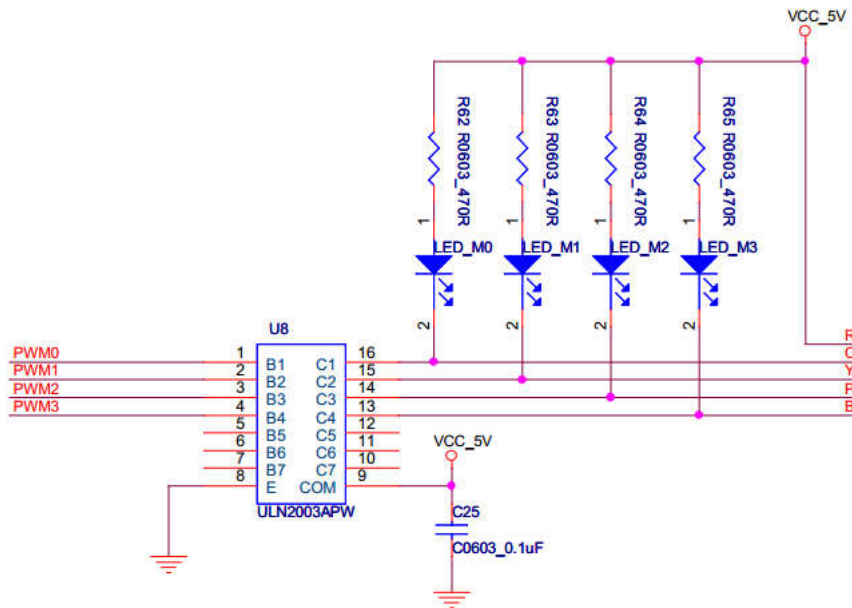 VCC_5V
R62 R0603_470R
R63 R0603_470R
R64 R0603_470R
R65 R0603_470R
1 1 1 1
LED_M0 LED_M1 LED_M2 LED_M3
2 2 2 2
U8
R
PWM0 1 B1 C1 16 O
PWM1 2 B2 C2 15 Y
PWM2 3 B3 C3 14 P
PWM3 4 B4 C4 13 B
5 B5 C5 12
6 B6 C6 11
7 B7 C7 10
8 E COM 9
VCC_5V
ULN2003APW
C25
C0603_0.1uF